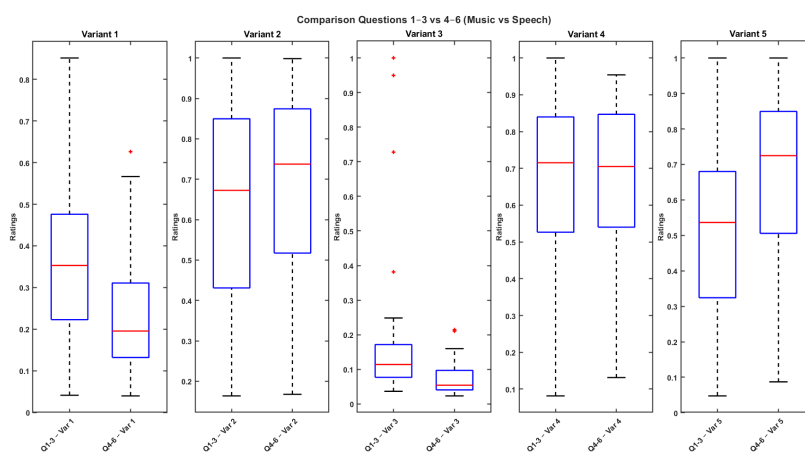 Comparison Questions 1−3 vs 4−6 (Music vs Speech)
Variant 1
Ratings
0.8
0.7
0.6
0.5
0.4
0.3
0.2
0.1
0
Q1-3 − Var 1
Q4-6 − Var 1
Variant 2
Ratings
1
0.9
0.8
0.7
0.6
0.5
0.4
0.3
0.2
Q1-3 − Var 2
Q4-6 − Var 2
Variant 3
Ratings
1
0.9
0.8
0.7
0.6
0.5
0.4
0.3
0.2
0.1
0
Q1-3 − Var 3
Q4-6 − Var 3
Variant 4
Ratings
1
0.9
0.8
0.7
0.6
0.5
0.4
0.3
0.2
0.1
Q1-3 − Var 4
Q4-6 − Var 4
Variant 5
Ratings
1
0.9
0.8
0.7
0.6
0.5
0.4
0.3
0.2
0.1
0
Q1-3 − Var 5
Q4-6 − Var 5